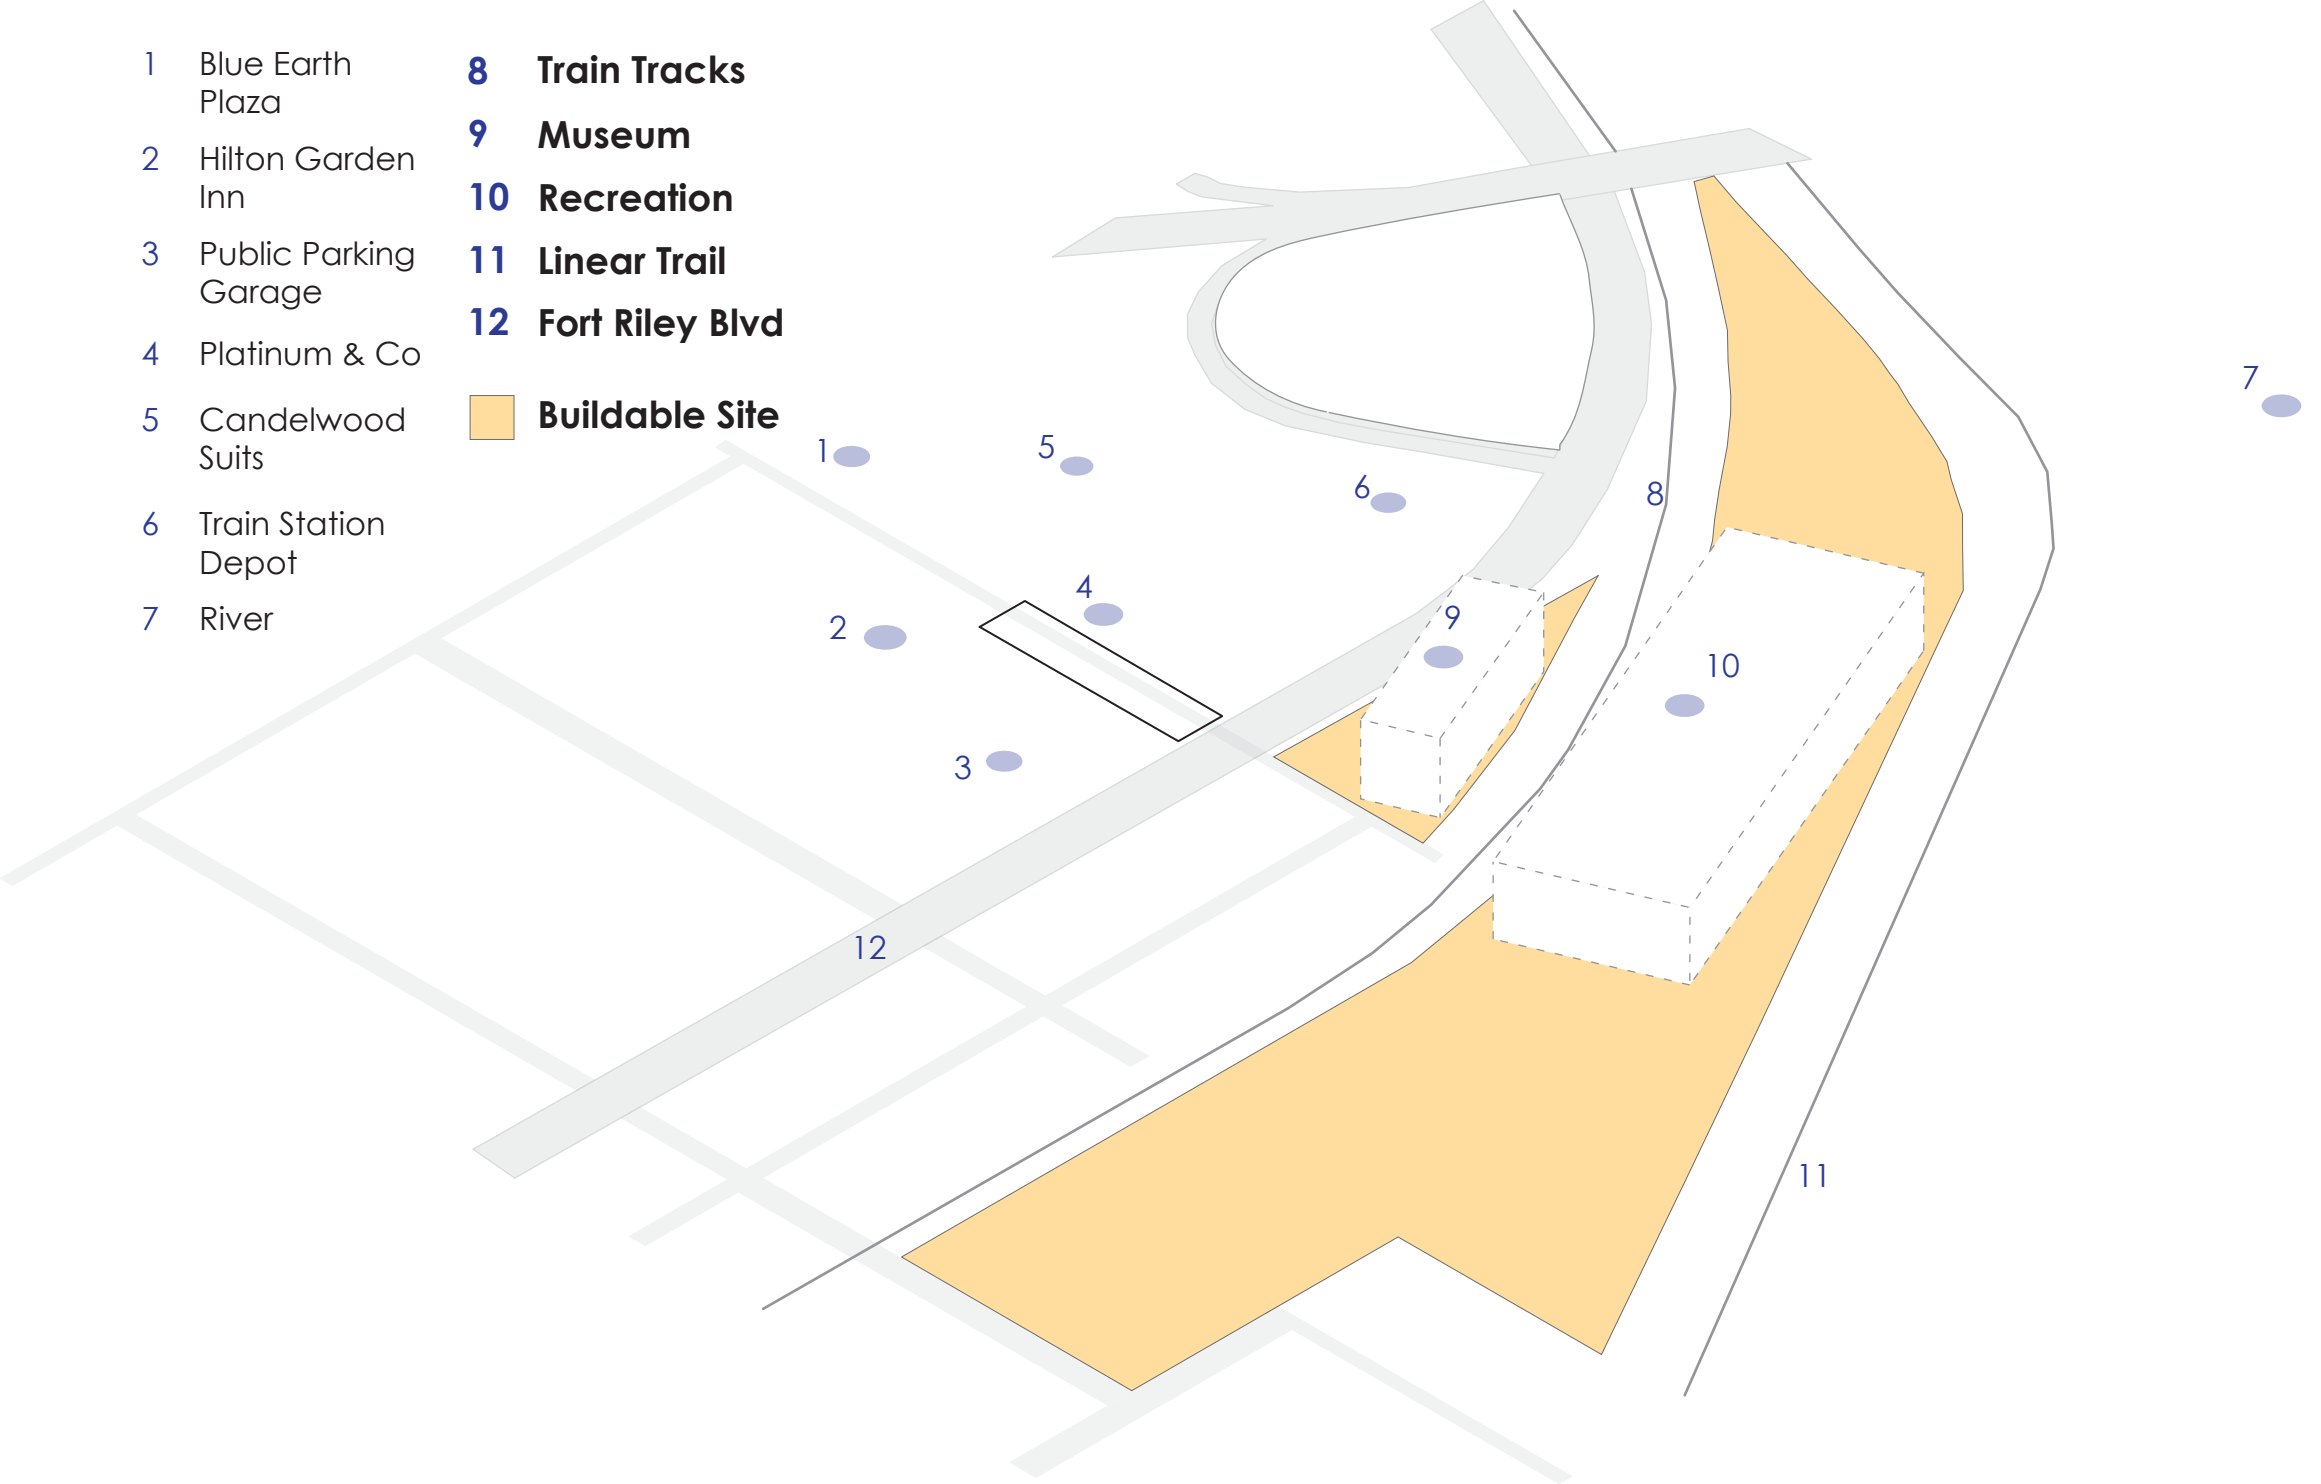 1 Blue Earth
Plaza
2 Hilton Garden
Inn
3 Public Parking
Garage
4 Platinum & Co
5 Candelwood
Suits
6 Train Station
Depot
7 River
8 Train Tracks
9 Museum
10 Recreation
11 Linear Trail
12 Fort Riley Blvd
Buildable Site
7
1
5
6
8
4
9
2
10
3
12
11